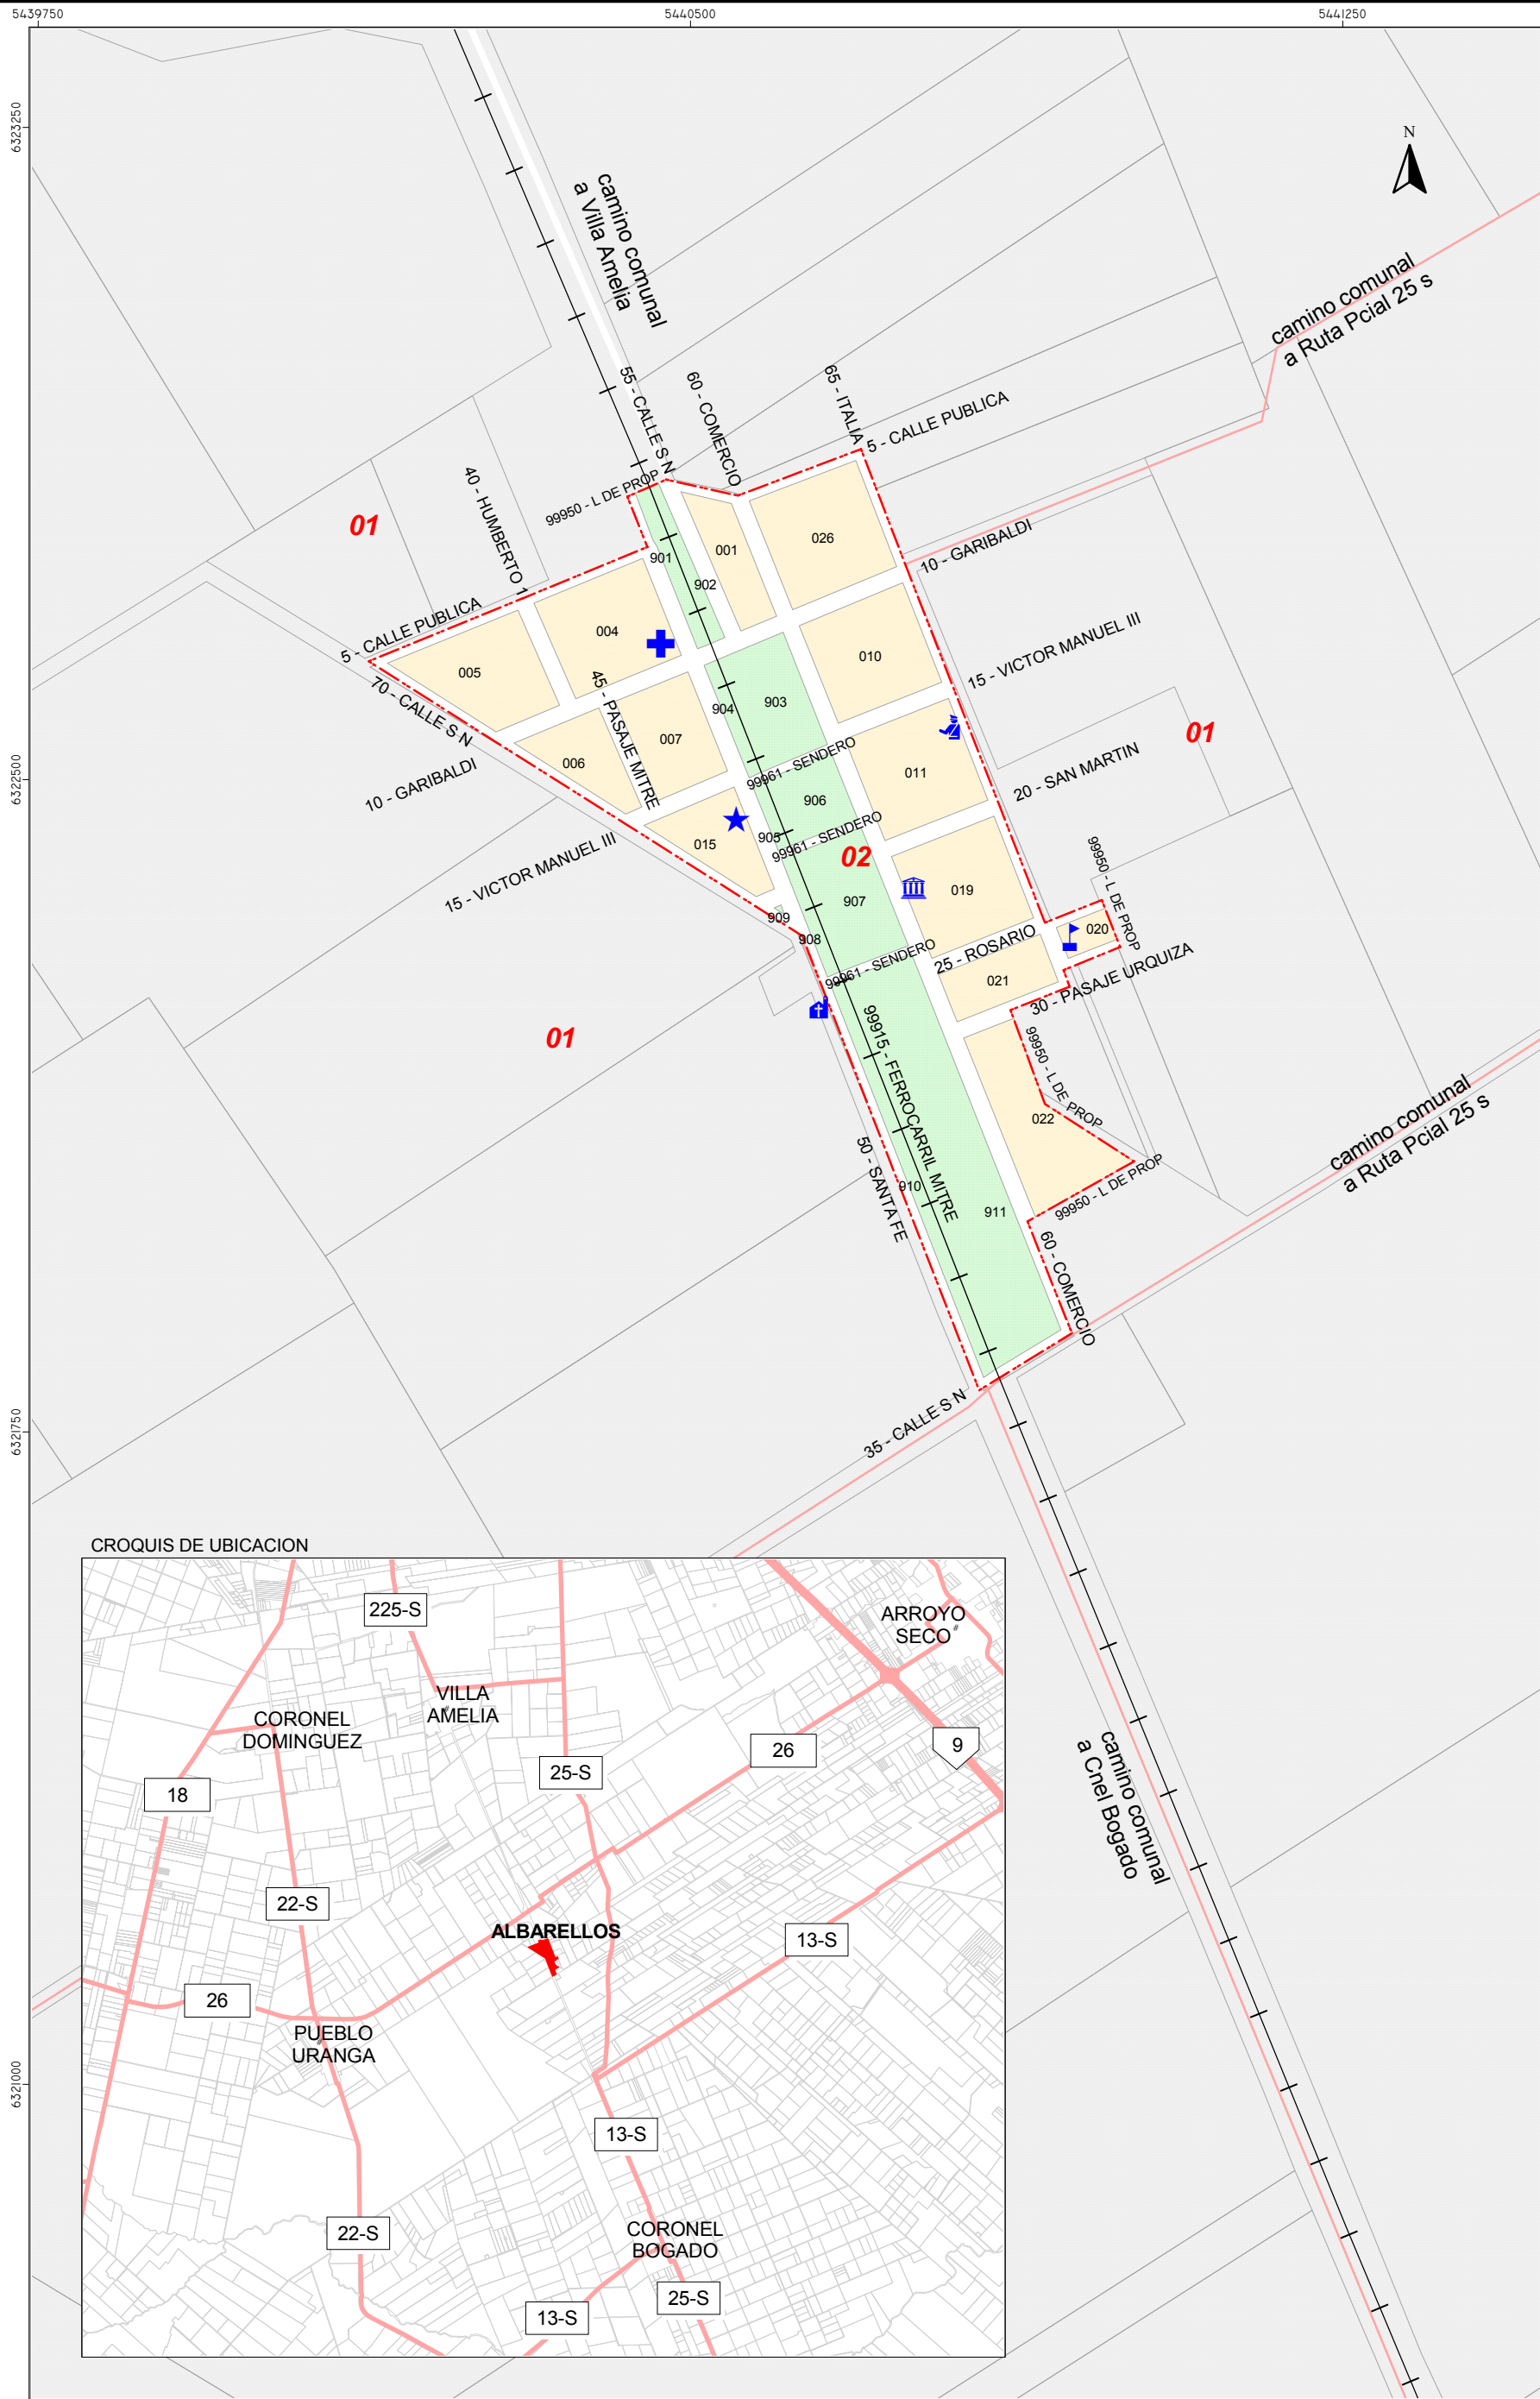 5439750
5440500
5441250
6323250
6322500
6321750
6321000
N
camino comunal
a Villa Amelia
camino comunal
a Ruta Pcial 25 s
55 - CALLE S N
60 - COMERCIO
65 - ITALIA
5 - CALLE PUBLICA
40 - HUMBERTO 1
99950 - L DE PROP
01
026
001
901
902
10 - GARIBALDI
5 - CALLE PUBLICA
004
005
010
15 - VICTOR MANUEL III
70 - CALLE S N
45 - PASAJE MITRE
904
903
01
007
006
99961 - SENDERO
011
20 - SAN MARTIN
10 - GARIBALDI
906
905
99961 - SENDERO
015
02
15 - VICTOR MANUEL III
99950 - L DE PROP
907
019
909
908
020
25 - ROSARIO
99961 - SENDERO
021
30 - PASAJE URQUIZA
01
99915 - FERROCARRIL MITRE
99950 - L DE PROP
022
50 - SANTA FE
910
911
99950 - L DE PROP
60 - COMERCIO
camino comunal
a Ruta Pcial 25 s
35 - CALLE S N
camino comunal
a Cnel Bogado
CROQUIS DE UBICACION
225-S
ARROYO
SECO
VILLA
AMELIA
CORONEL
DOMINGUEZ
26
9
25-S
18
22-S
ALBARELLOS
13-S
26
PUEBLO
URANGA
13-S
22-S
CORONEL
BOGADO
25-S
13-S